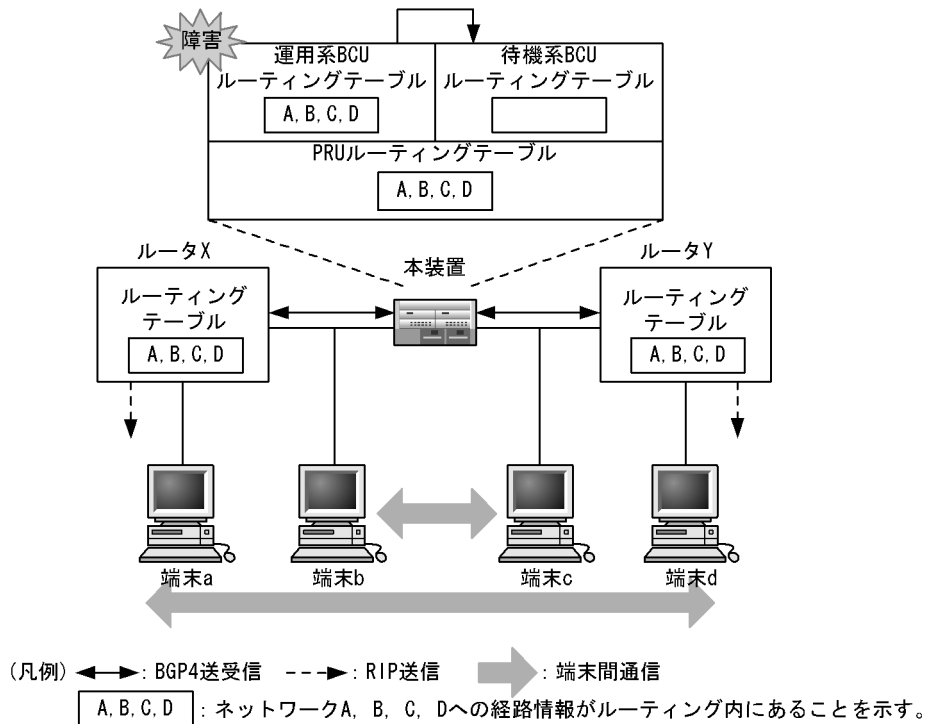 障害
運用系BCU
ルーティングテーブル
A, B, C, D
待機系BCU
ルーティングテーブル
PRUルーティングテーブル
A, B, C, D
ルータX
ルーティング
テーブル
A, B, C, D
本装置
ルータY
ルーティング
テーブル
A, B, C, D
端末a
端末b
端末c
端末d
(凡例)
: BGP4送受信
: RIP送信
: 端末間通信
A, B, C, D
: ネットワークA, B, C, Dへの経路情報がルーティング内にあることを示す。